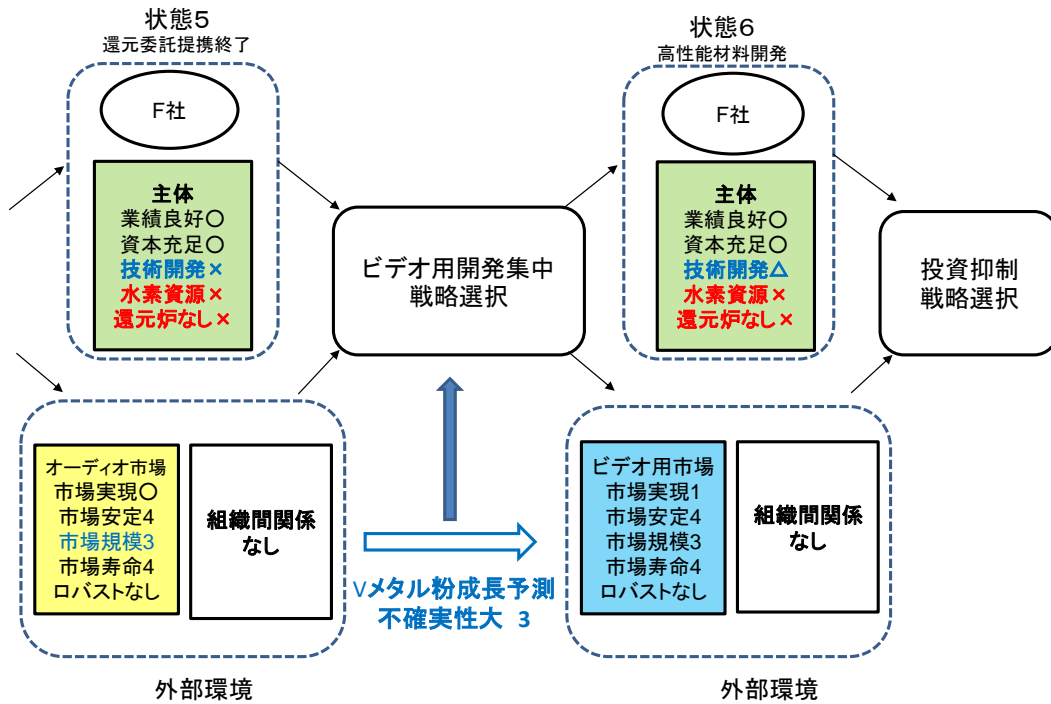 状態5
還元委託提携終了
F社
主体
業績良好○
資本充足○
技術開発×
水素資源×
還元炉なし×
ビデオ用開発集中
戦略選択
状態6
高性能材料開発
F社
主体
業績良好○
資本充足○
技術開発△
水素資源×
還元炉なし×
投資抑制
戦略選択
オーディオ市場
市場実現○
市場安定4
市場規模3
市場寿命4
ロバストなし
組織間関係
なし
Vメタル粉成長予測
不確実性大 3
ビデオ用市場
市場実現1
市場安定4
市場規模3
市場寿命4
ロバストなし
組織間関係
なし
外部環境
外部環境